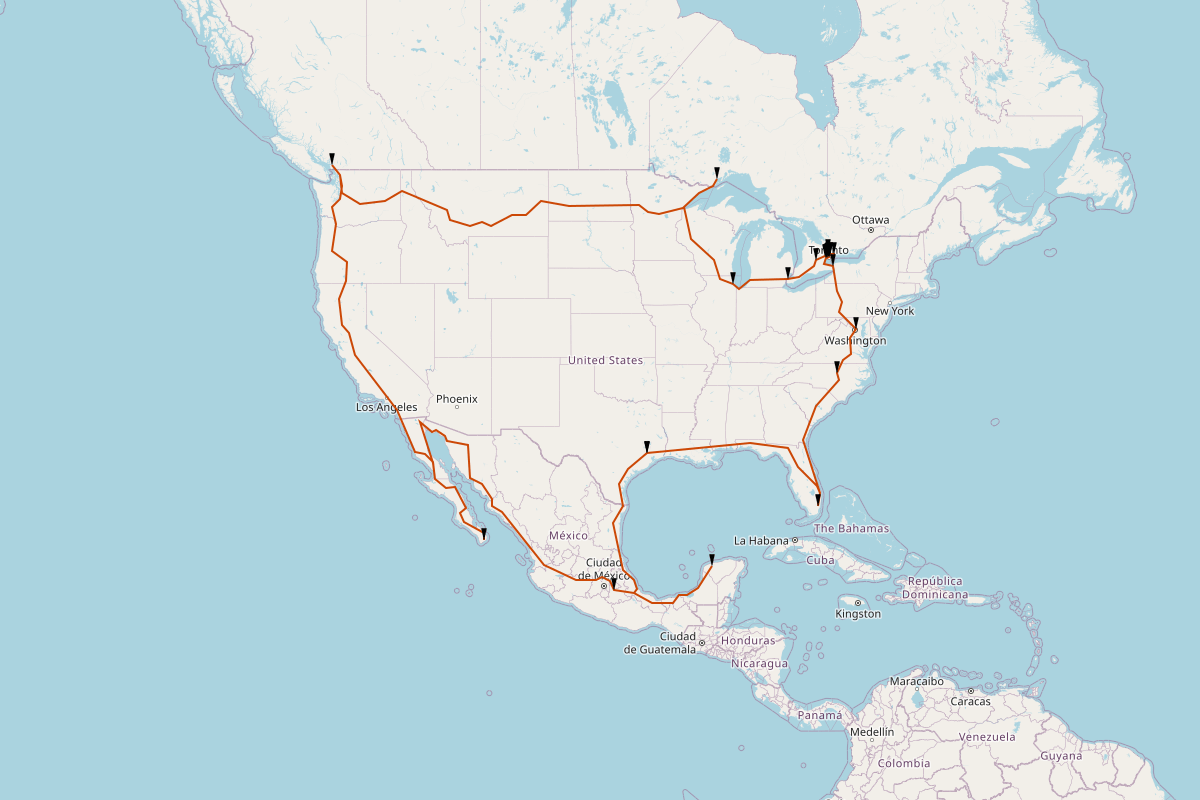 Ottawa
Toronto
New York
Washington
United States
Phoenix
Los Angeles
The Bahamas
México
La Habana
Cuba
Ciudad
de México
República
Dominicana
Kingston
Ciudad
de Guatemala
Honduras
Nicaragua
Maracaibo
Caracas
Panamá
Medellín
Venezuela
Guyana
Colombia